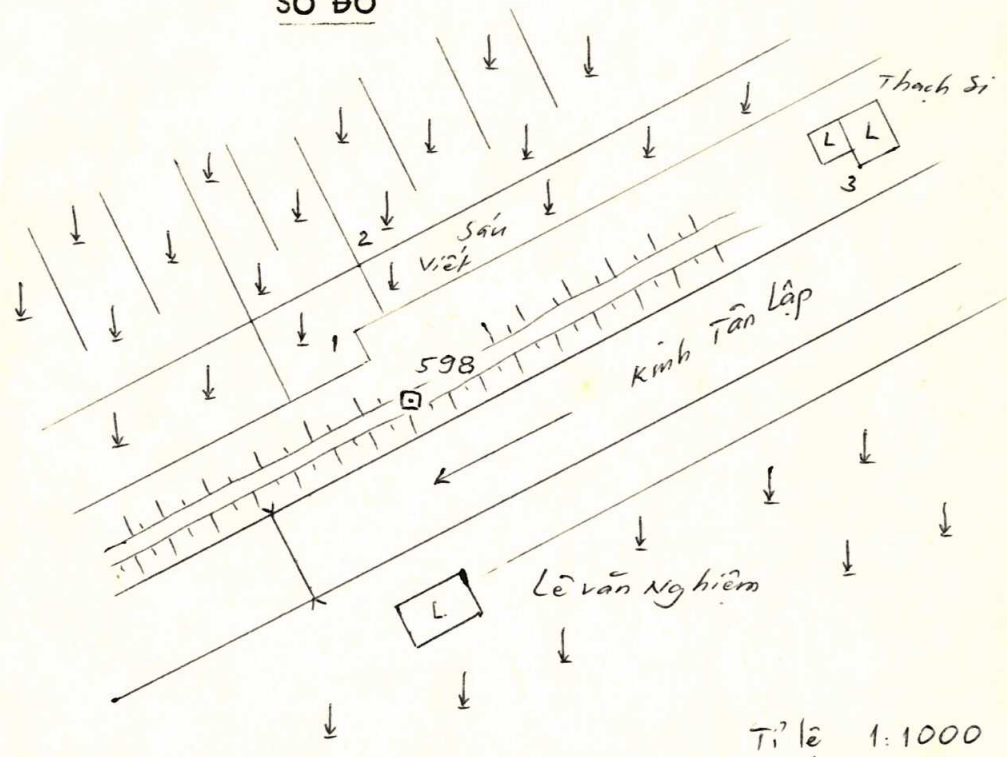 SƠ ĐỒ
Thạch Si
L L
3
2
Sáu
Viết
1
598
Kinh Tân Lập
Lê văn Nghiêm
L.
Tỉ lệ 1:1000